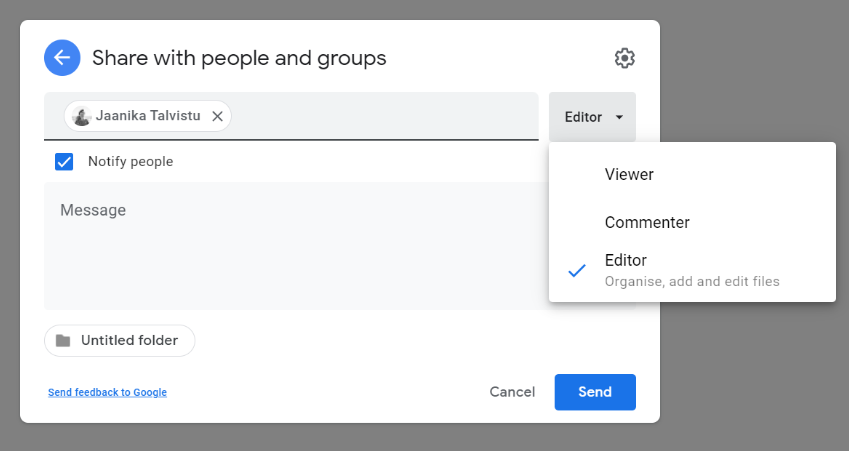 Share with people and groups
Jaanika Talvistu
Editor
Notify people
Viewer
Message
Commenter
Editor
Organise, add and edit files
Untitled folder
Send feedback to Google
Cancel
Send